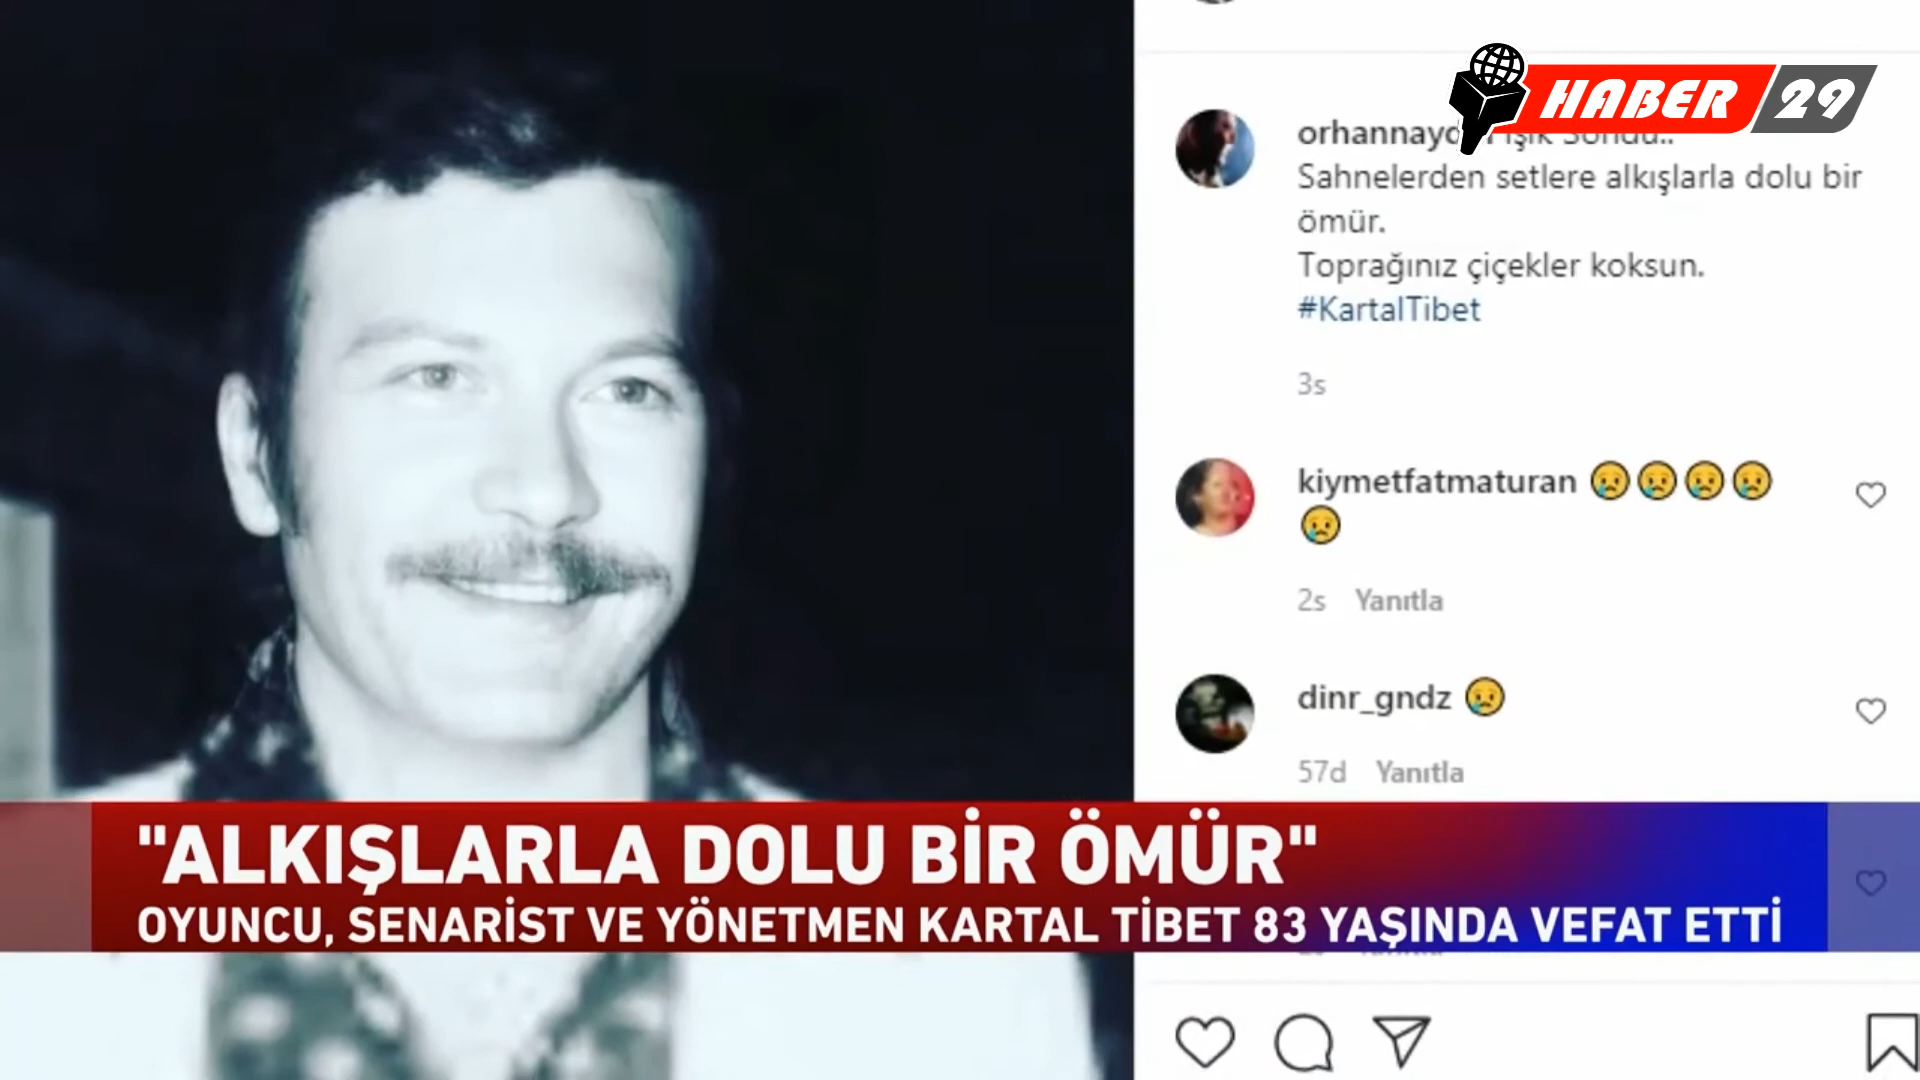 HABER 29
orhannayd
Sahnelerden setlere alkışlarla dolu bir
ömür.
Toprağınız çiçekler koksun.
#KartalTibet
3s
kiymetfatmaturan 😢😢😢😢
😢
2s Yanıtla
dinr_gndz 😢
57d Yanıtla
"ALKIŞLARLA DOLU BİR ÖMÜR"
OYUNCU, SENARİST VE YÖNETMEN KARTAL TİBET 83 YAŞINDA VEFAT ETTİ